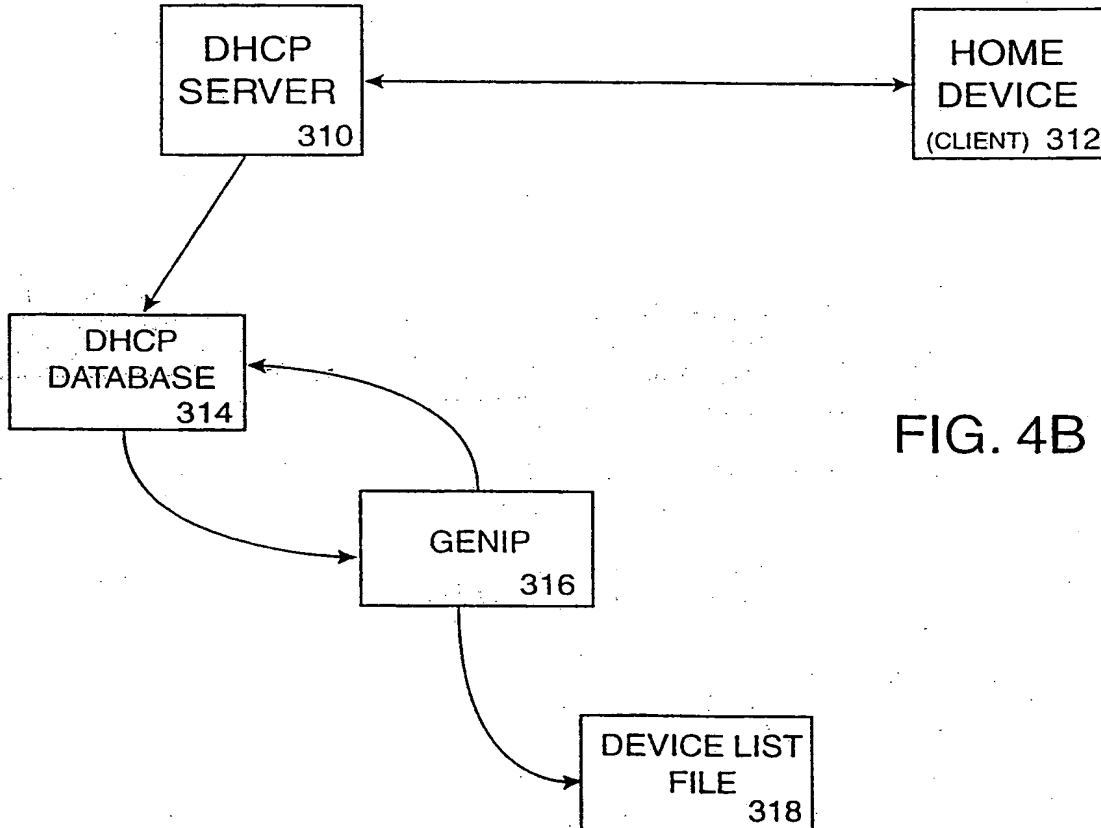 DHCP
SERVER
310
HOME
DEVICE
(CLIENT) 312
DHCP
DATABASE
314
FIG. 4B
GENIP
316
DEVICE LIST
FILE
318